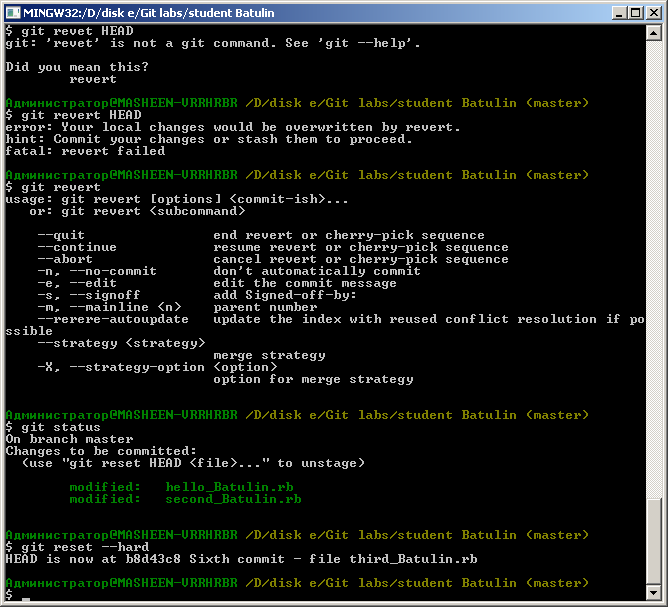 MINGW32:/D/disk e/Git labs/student Batulin
$ git revet HEAD
git: 'revet' is not a git command. See 'git --help'.
Did you mean this?
revert
Администратор@MASHEEN-VRRHRBR /D/disk e/Git labs/student Batulin (master)
$ git revert HEAD
error: Your local changes would be overwritten by revert.
hint: Commit your changes or stash them to proceed.
fatal: revert failed
Администратор@MASHEEN-VRRHRBR /D/disk e/Git labs/student Batulin (master)
$ git revert
usage: git revert [options] <commit-ish>...
or: git revert <subcommand>
--quit end revert or cherry-pick sequence
--continue resume revert or cherry-pick sequence
--abort cancel revert or cherry-pick sequence
-n, --no-commit don't automatically commit
-e, --edit edit the commit message
-s, --signoff add Signed-off-by:
-m, --mainline <n> parent number
--rerere-autoupdate update the index with reused conflict resolution if po
ssible
--strategy <strategy>
merge strategy
-X, --strategy-option <option>
option for merge strategy
Администратор@MASHEEN-VRRHRBR /D/disk e/Git labs/student Batulin (master)
$ git status
On branch master
Changes to be committed:
(use "git reset HEAD <file>..." to unstage)
modified: hello_Batulin.rb
modified: second_Batulin.rb
Администратор@MASHEEN-VRRHRBR /D/disk e/Git labs/student Batulin (master)
$ git reset --hard
HEAD is now at b8d43c8 Sixth commit - file third_Batulin.rb
Администратор@MASHEEN-VRRHRBR /D/disk e/Git labs/student Batulin (master)
$ _